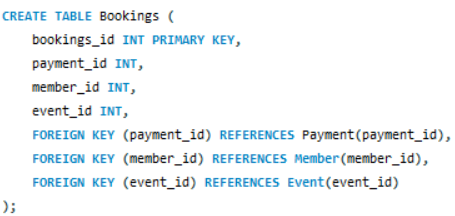 CREATE TABLE Bookings (
    bookings_id INT PRIMARY KEY,
    payment_id INT,
    member_id INT,
    event_id INT,
    FOREIGN KEY (payment_id) REFERENCES Payment(payment_id),
    FOREIGN KEY (member_id) REFERENCES Member(member_id),
    FOREIGN KEY (event_id) REFERENCES Event(event_id)
);